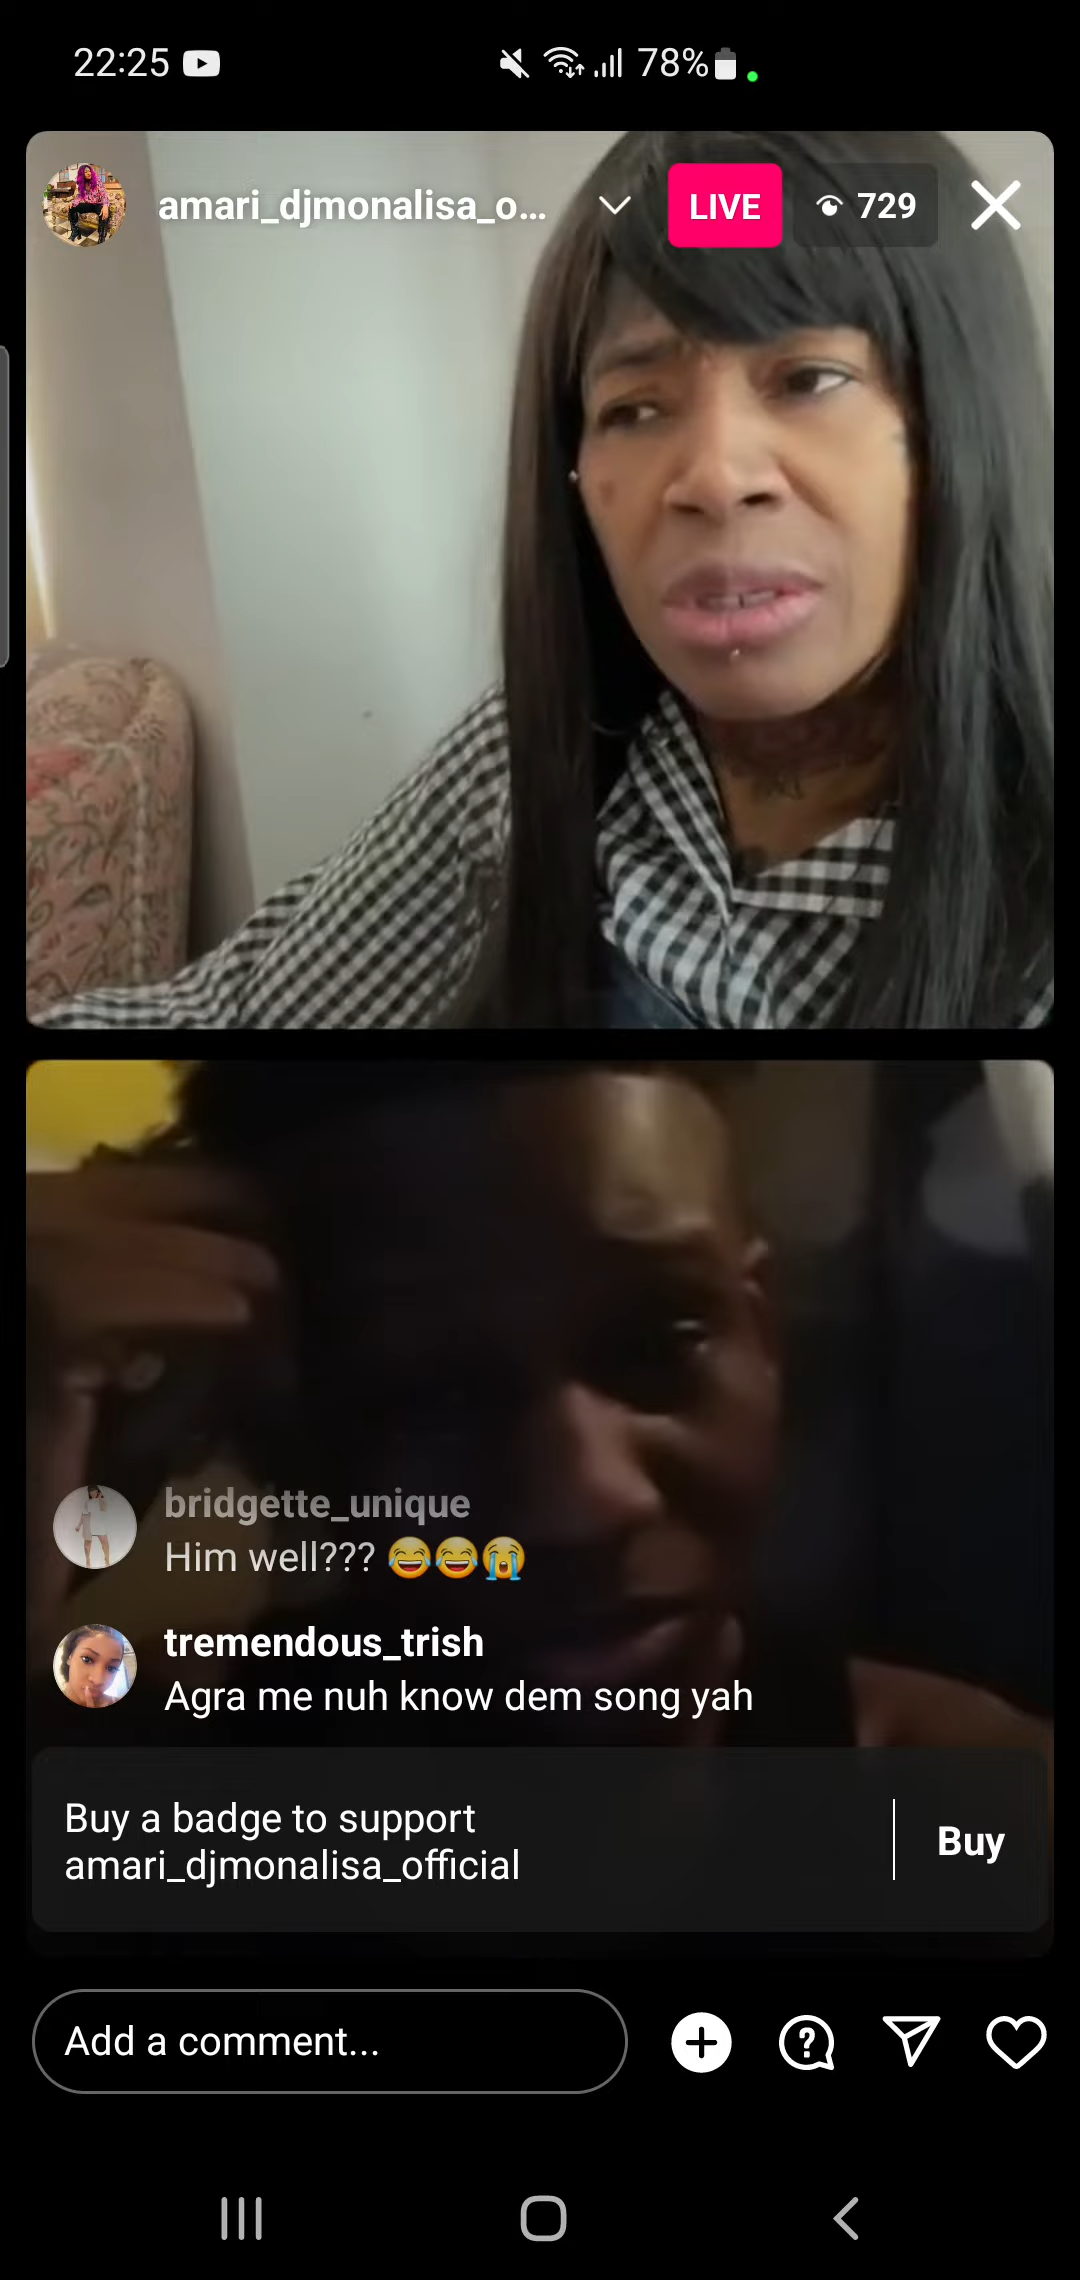 22:25
78%
amari_djmonalisa_o...
LIVE
729
bridgette_unique
Him well??? 😂😂😭
tremendous_trish
Agra me nuh know dem song yah
Buy a badge to support
amari_djmonalisa_official
Buy
Add a comment...